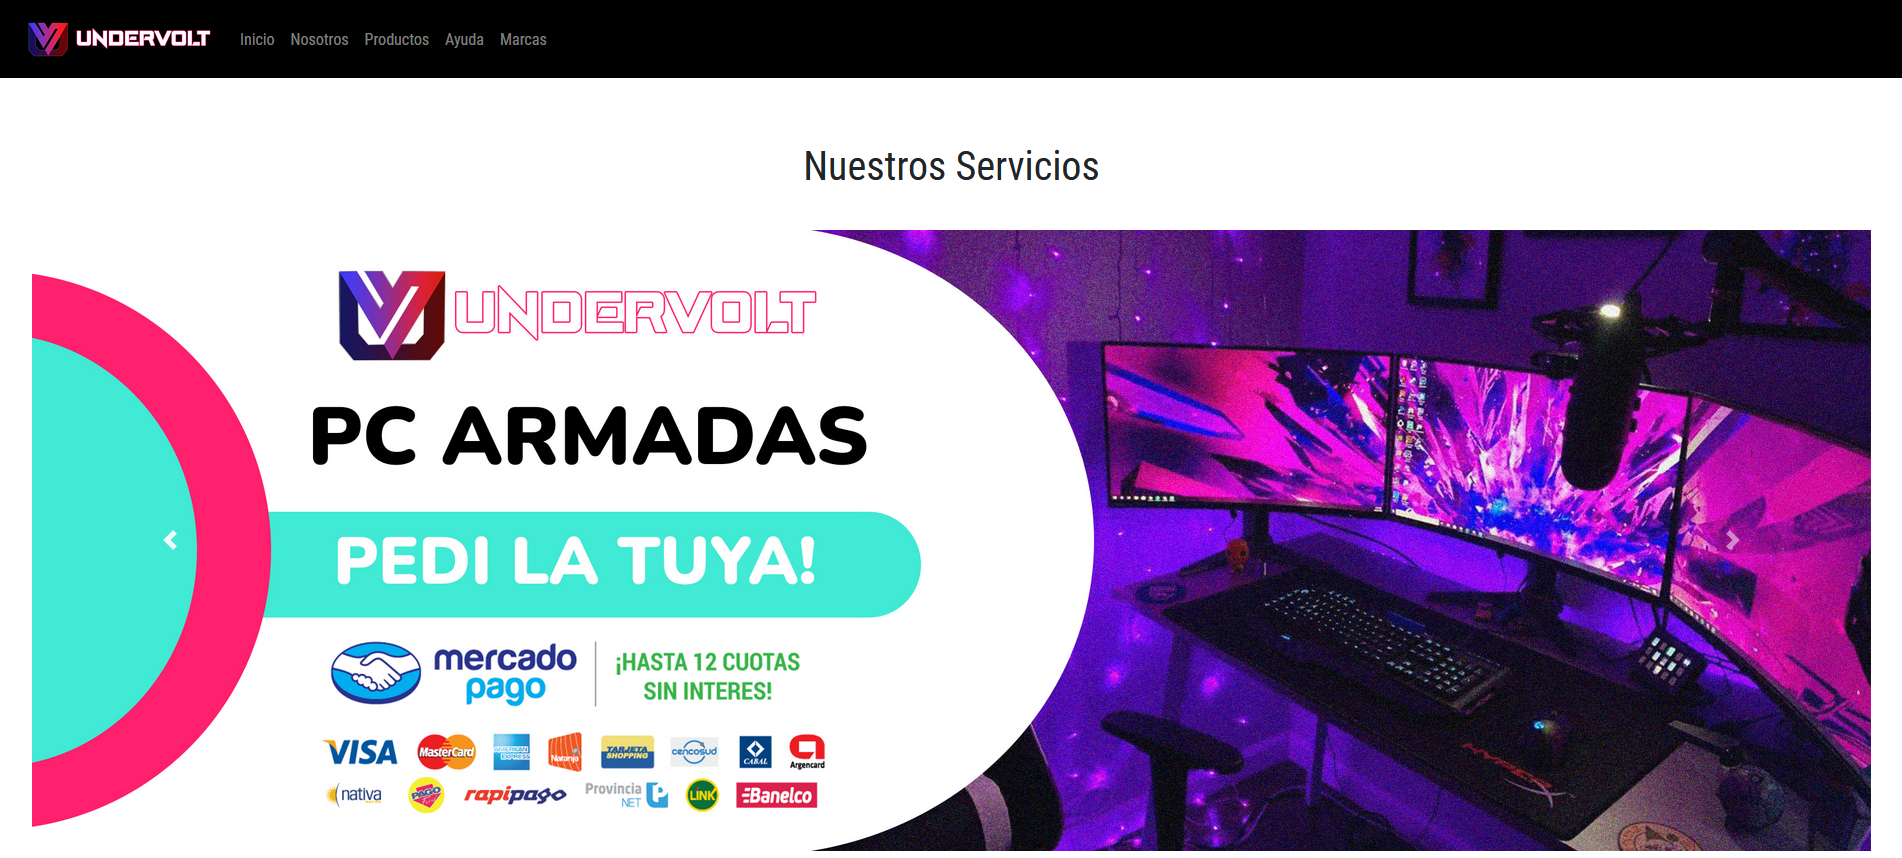 UNDERVOLT
Inicio Nosotros Productos Ayuda Marcas
Nuestros Servicios
UNDERVOLT
PC ARMADAS
PEDI LA TUYA!
mercado
pago
¡HASTA 12 CUOTAS
SIN INTERES!
VISA MasterCard AMERICAN EXPRESS Naranja TARJETA SHOPPING cencosud CABAL Argencard
nativa PAGO rapipago Provincia NET LINK Banelco
HYPERX